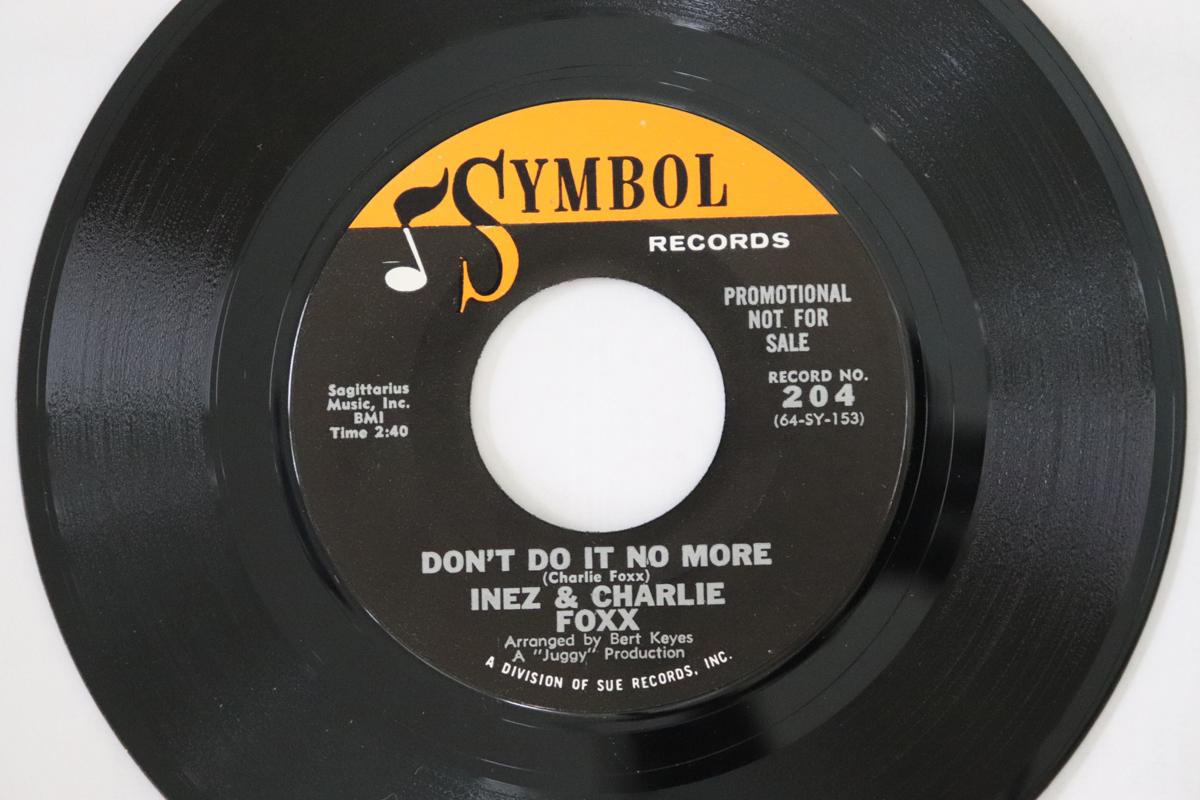 SYMBOL
RECORDS
PROMOTIONAL
NOT FOR
SALE
RECORD NO.
204
(64-SY-153)
Sagittarius
Music, Inc.
BMI
Time 2:40
DON'T DO IT NO MORE
(Charlie Foxx)
INEZ & CHARLIE
FOXX
Arranged by Bert Keyes
A "Juggy" Production
A DIVISION OF SUE RECORDS, INC.